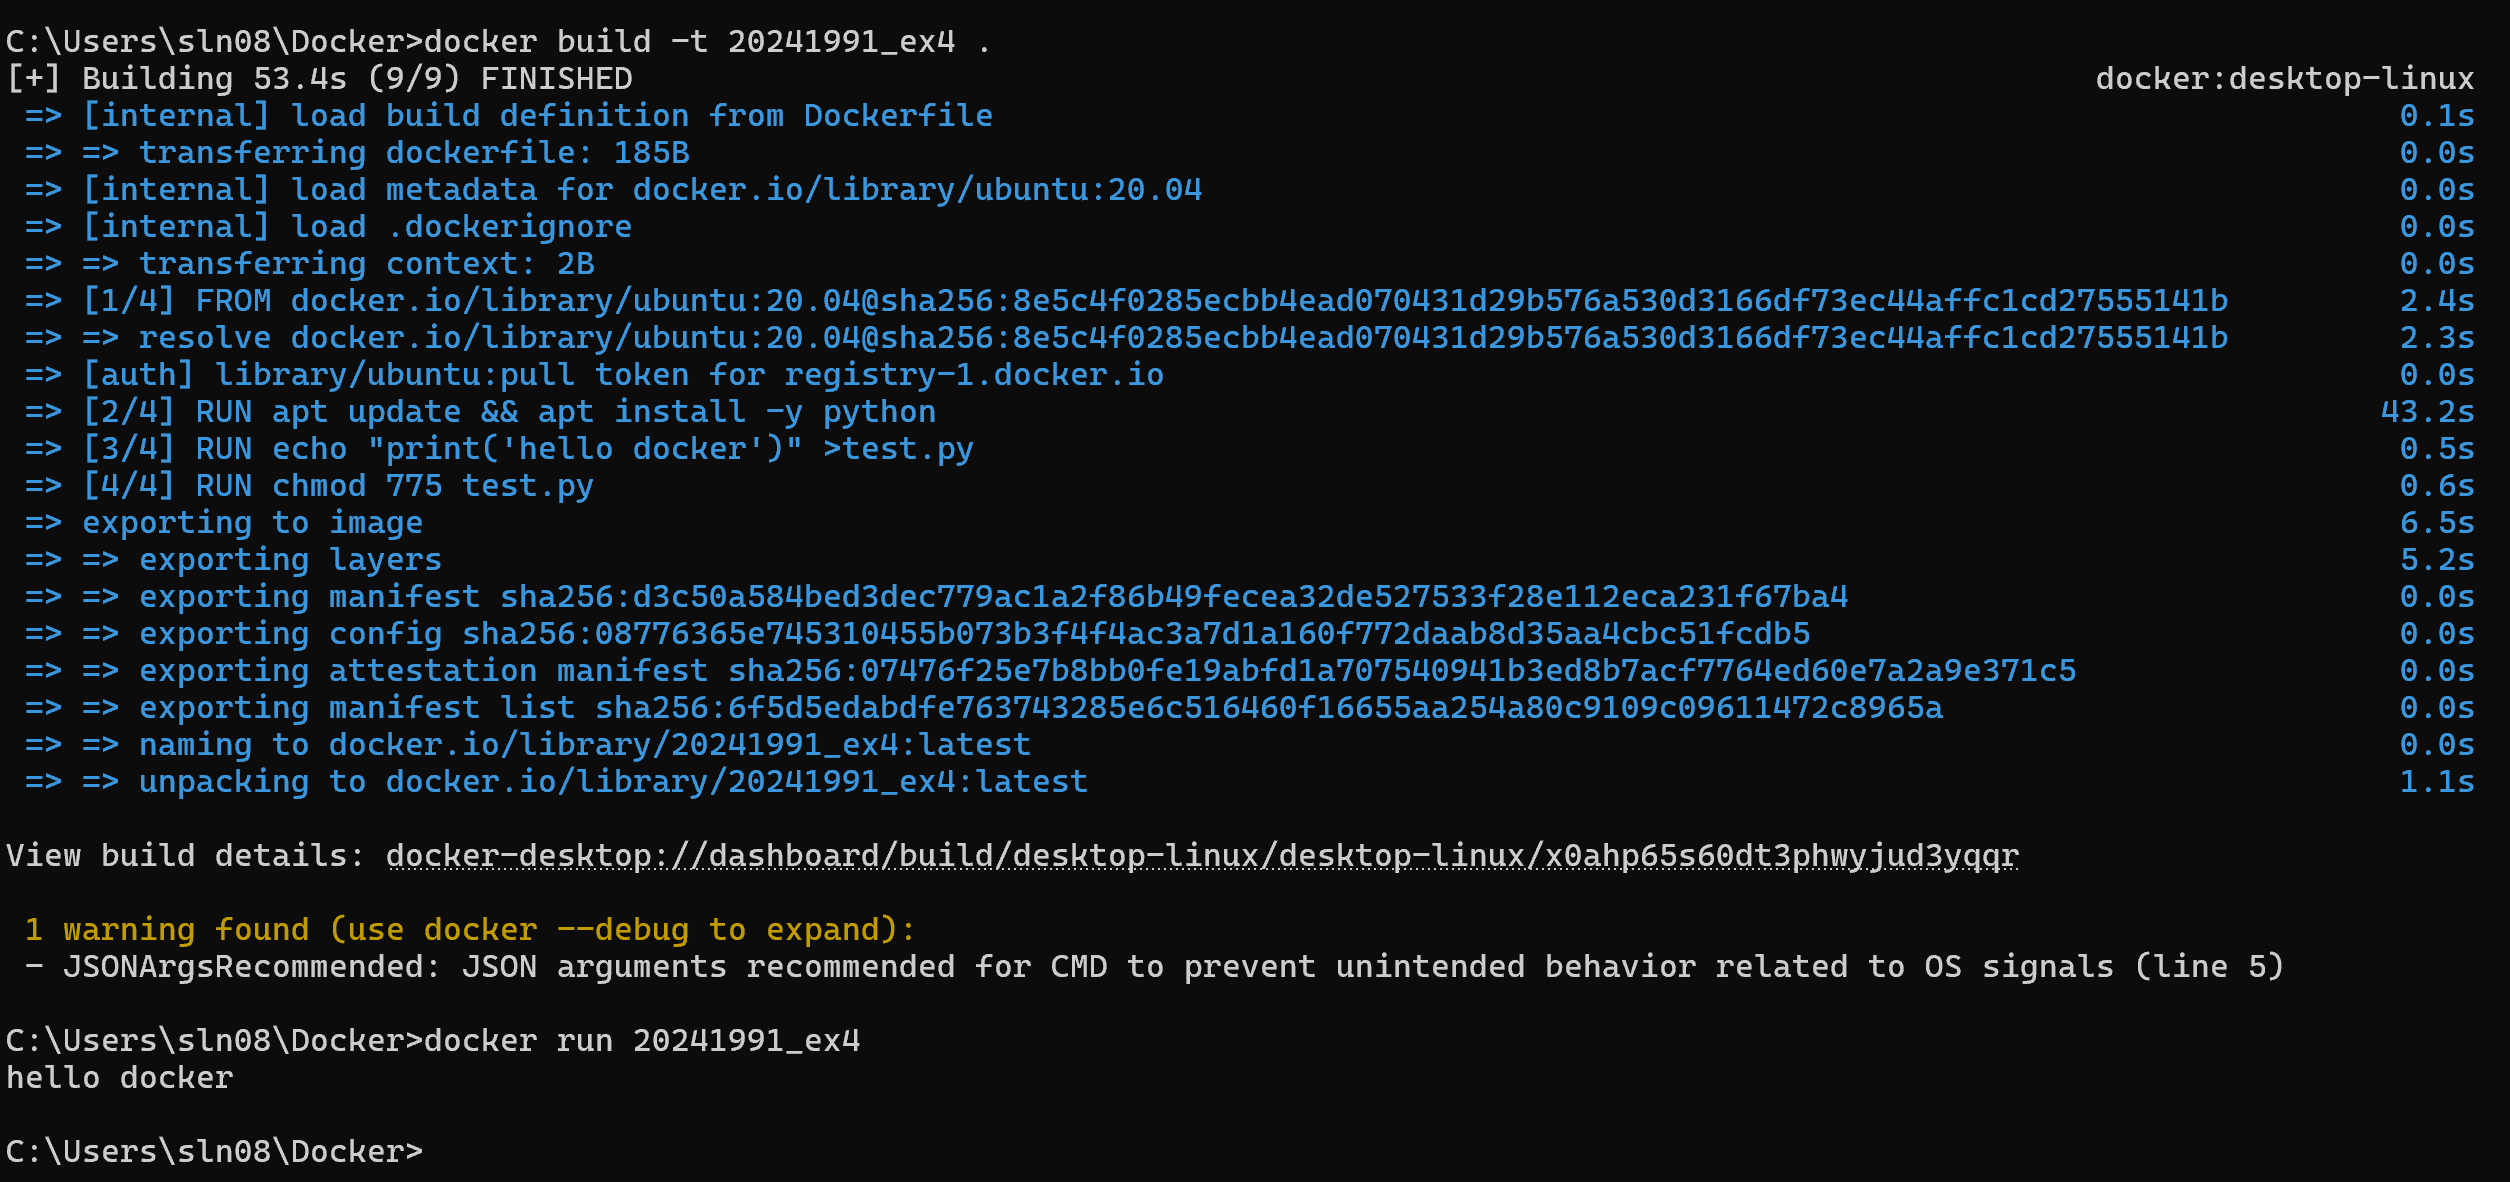 C:\Users\sln08\Docker>docker build -t 20241991_ex4 .
[+] Building 53.4s (9/9) FINISHED docker:desktop-linux
=> [internal] load build definition from Dockerfile 0.1s
=> => transferring dockerfile: 185B 0.0s
=> [internal] load metadata for docker.io/library/ubuntu:20.04 0.0s
=> [internal] load .dockerignore 0.0s
=> => transferring context: 2B 0.0s
=> [1/4] FROM docker.io/library/ubuntu:20.04@sha256:8e5c4f0285ecbb4ead070431d29b576a530d3166df73ec44affc1cd27555141b 2.4s
=> => resolve docker.io/library/ubuntu:20.04@sha256:8e5c4f0285ecbb4ead070431d29b576a530d3166df73ec44affc1cd27555141b 2.3s
=> [auth] library/ubuntu:pull token for registry-1.docker.io 0.0s
=> [2/4] RUN apt update && apt install -y python 43.2s
=> [3/4] RUN echo "print('hello docker')" >test.py 0.5s
=> [4/4] RUN chmod 775 test.py 0.6s
=> exporting to image 6.5s
=> => exporting layers 5.2s
=> => exporting manifest sha256:d3c50a584bed3dec779ac1a2f86b49fecea32de527533f28e112eca231f67ba4 0.0s
=> => exporting config sha256:08776365e745310455b073b3f4f4ac3a7d1a160f772daab8d35aa4cbc51fcdb5 0.0s
=> => exporting attestation manifest sha256:07476f25e7b8bb0fe19abfd1a707540941b3ed8b7acf7764ed60e7a2a9e371c5 0.0s
=> => exporting manifest list sha256:6f5d5edabdfe763743285e6c516460f16655aa254a80c9109c09611472c8965a 0.0s
=> => naming to docker.io/library/20241991_ex4:latest 0.0s
=> => unpacking to docker.io/library/20241991_ex4:latest 1.1s
View build details: docker-desktop://dashboard/build/desktop-linux/desktop-linux/x0ahp65s60dt3phwyjud3yqqr
1 warning found (use docker --debug to expand):
- JSONArgsRecommended: JSON arguments recommended for CMD to prevent unintended behavior related to OS signals (line 5)
C:\Users\sln08\Docker>docker run 20241991_ex4
hello docker
C:\Users\sln08\Docker>